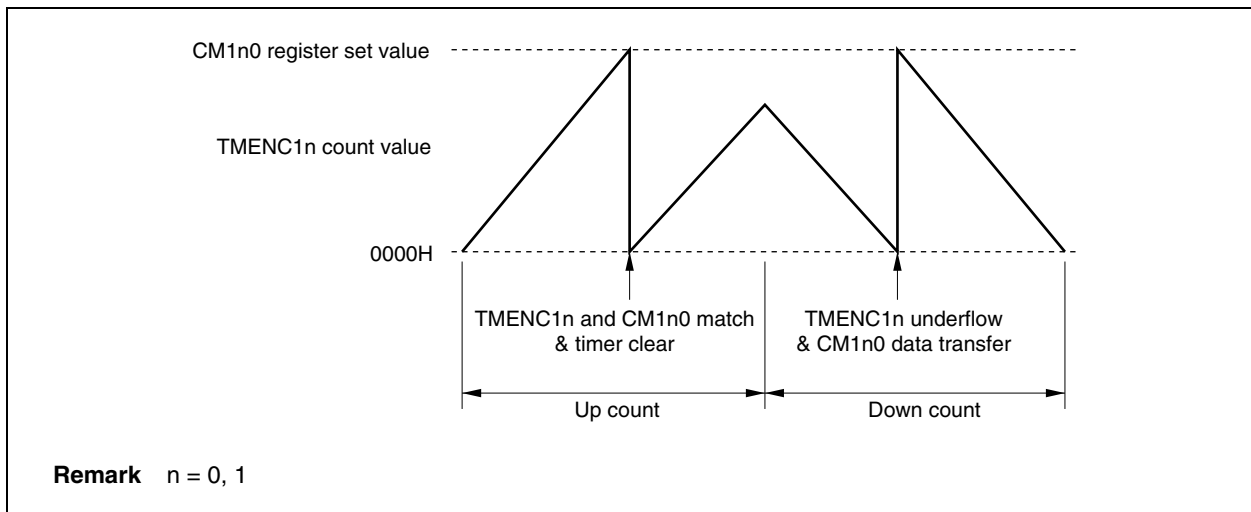 CM1n0 register set value
TMENC1n count value
0000H
TMENC1n and CM1n0 match
& timer clear
TMENC1n underflow
& CM1n0 data transfer
Up count
Down count
Remark n = 0, 1